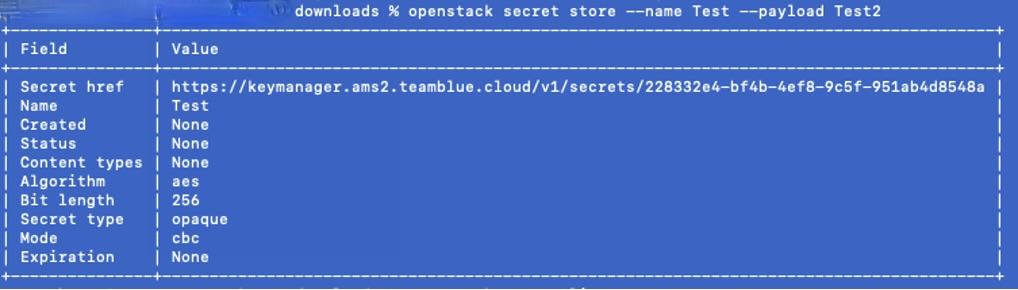 downloads % openstack secret store --name Test --payload Test2
Field | Value
Secret href | https://keymanager.ams2.teamblue.cloud/v1/secrets/228332e4-bf4b-4ef8-9c5f-951ab4d8548a
Name | Test
Created | None
Status | None
Content types | None
Algorithm | aes
Bit length | 256
Secret type | opaque
Mode | cbc
Expiration | None